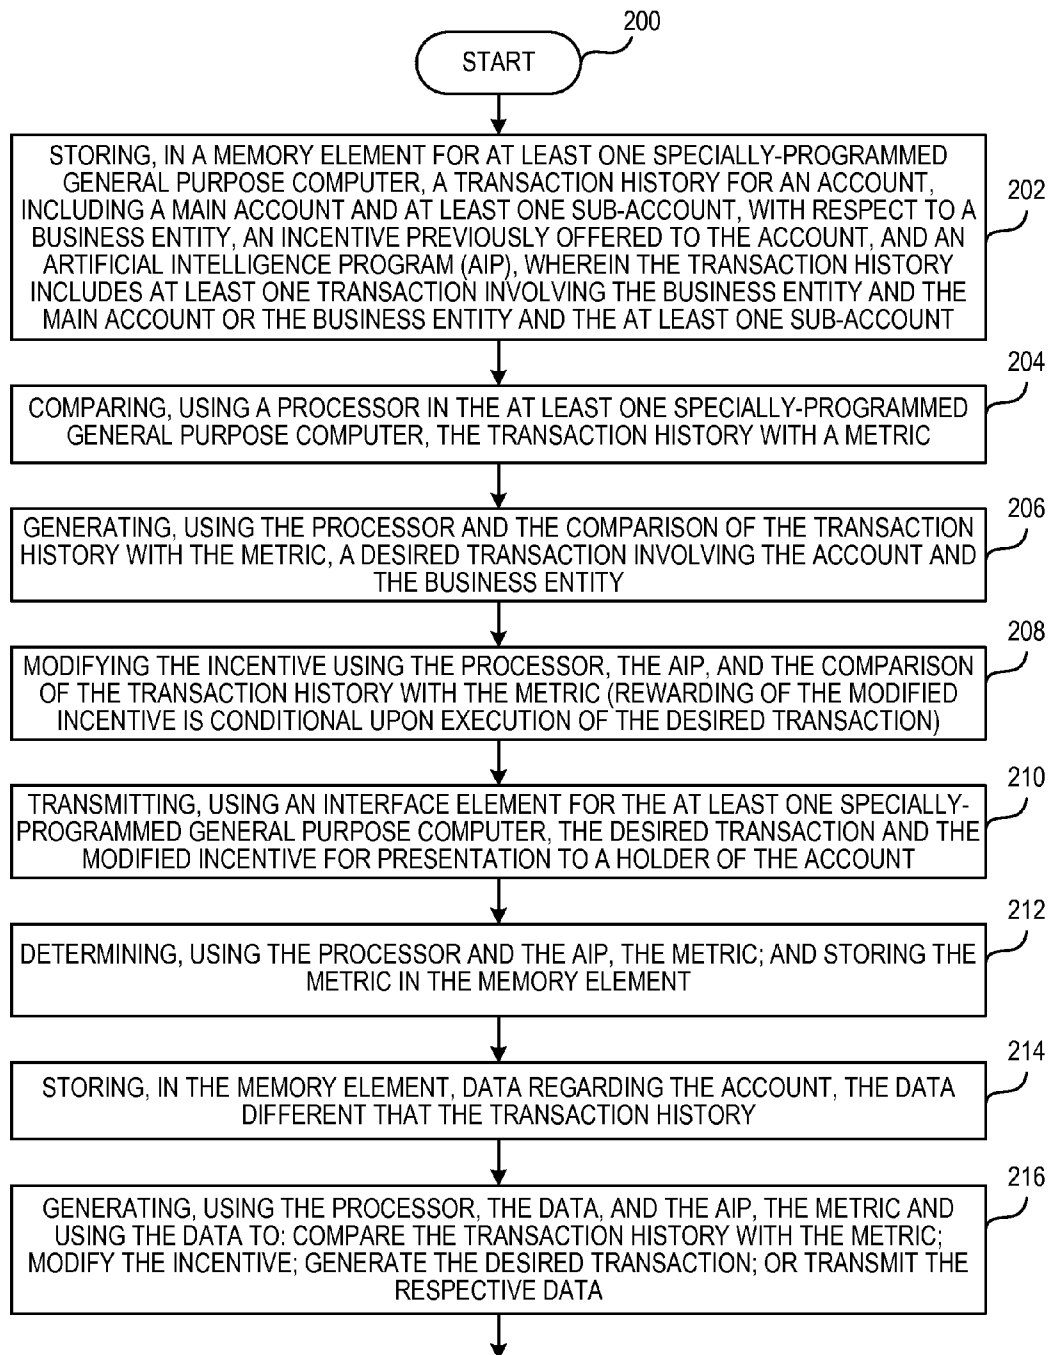 200
START
STORING, IN A MEMORY ELEMENT FOR AT LEAST ONE SPECIALLY-PROGRAMMED
GENERAL PURPOSE COMPUTER, A TRANSACTION HISTORY FOR AN ACCOUNT,
INCLUDING A MAIN ACCOUNT AND AT LEAST ONE SUB-ACCOUNT, WITH RESPECT TO A
BUSINESS ENTITY, AN INCENTIVE PREVIOUSLY OFFERED TO THE ACCOUNT, AND AN
ARTIFICIAL INTELLIGENCE PROGRAM (AIP), WHEREIN THE TRANSACTION HISTORY
INCLUDES AT LEAST ONE TRANSACTION INVOLVING THE BUSINESS ENTITY AND THE
MAIN ACCOUNT OR THE BUSINESS ENTITY AND THE AT LEAST ONE SUB-ACCOUNT
202
COMPARING, USING A PROCESSOR IN THE AT LEAST ONE SPECIALLY-PROGRAMMED
GENERAL PURPOSE COMPUTER, THE TRANSACTION HISTORY WITH A METRIC
204
GENERATING, USING THE PROCESSOR AND THE COMPARISON OF THE TRANSACTION
HISTORY WITH THE METRIC, A DESIRED TRANSACTION INVOLVING THE ACCOUNT AND
THE BUSINESS ENTITY
206
MODIFYING THE INCENTIVE USING THE PROCESSOR, THE AIP, AND THE COMPARISON
OF THE TRANSACTION HISTORY WITH THE METRIC (REWARDING OF THE MODIFIED
INCENTIVE IS CONDITIONAL UPON EXECUTION OF THE DESIRED TRANSACTION)
208
TRANSMITTING, USING AN INTERFACE ELEMENT FOR THE AT LEAST ONE SPECIALLY-
PROGRAMMED GENERAL PURPOSE COMPUTER, THE DESIRED TRANSACTION AND THE
MODIFIED INCENTIVE FOR PRESENTATION TO A HOLDER OF THE ACCOUNT
210
DETERMINING, USING THE PROCESSOR AND THE AIP, THE METRIC; AND STORING THE
METRIC IN THE MEMORY ELEMENT
212
STORING, IN THE MEMORY ELEMENT, DATA REGARDING THE ACCOUNT, THE DATA
DIFFERENT THAT THE TRANSACTION HISTORY
214
GENERATING, USING THE PROCESSOR, THE DATA, AND THE AIP, THE METRIC AND
USING THE DATA TO: COMPARE THE TRANSACTION HISTORY WITH THE METRIC;
MODIFY THE INCENTIVE; GENERATE THE DESIRED TRANSACTION; OR TRANSMIT THE
RESPECTIVE DATA
216